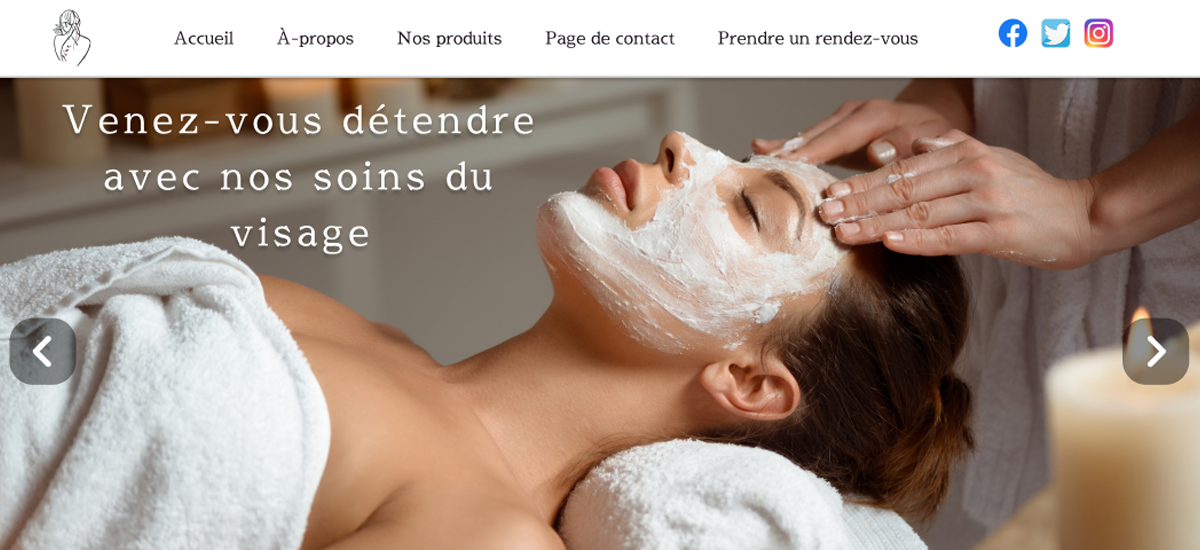 Accueil À-propos Nos produits Page de contact Prendre un rendez-vous
Venez-vous détendre
avec nos soins du
visage